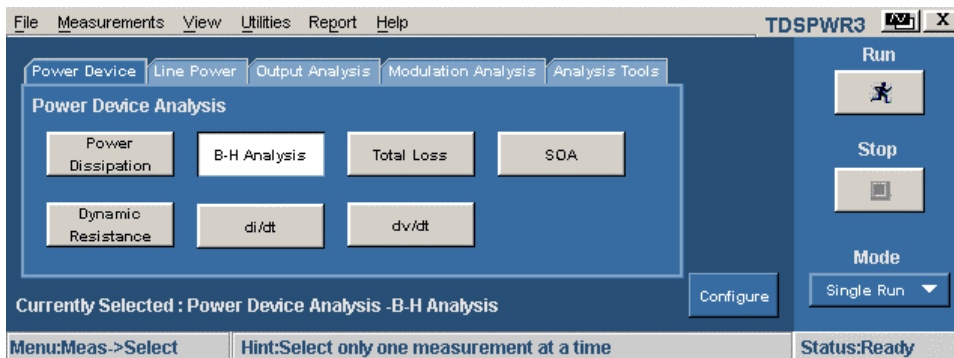 File Measurements View Utilities Report Help TDSPWR3 X
Power Device Line Power Output Analysis Modulation Analysis Analysis Tools
Power Device Analysis
Power
Dissipation
B-H Analysis
Total Loss
SOA
Dynamic
Resistance
di/dt
dv/dt
Currently Selected : Power Device Analysis -B-H Analysis
Configure
Run
Stop
Mode
Single Run
Menu:Meas->Select
Hint:Select only one measurement at a time
Status:Ready